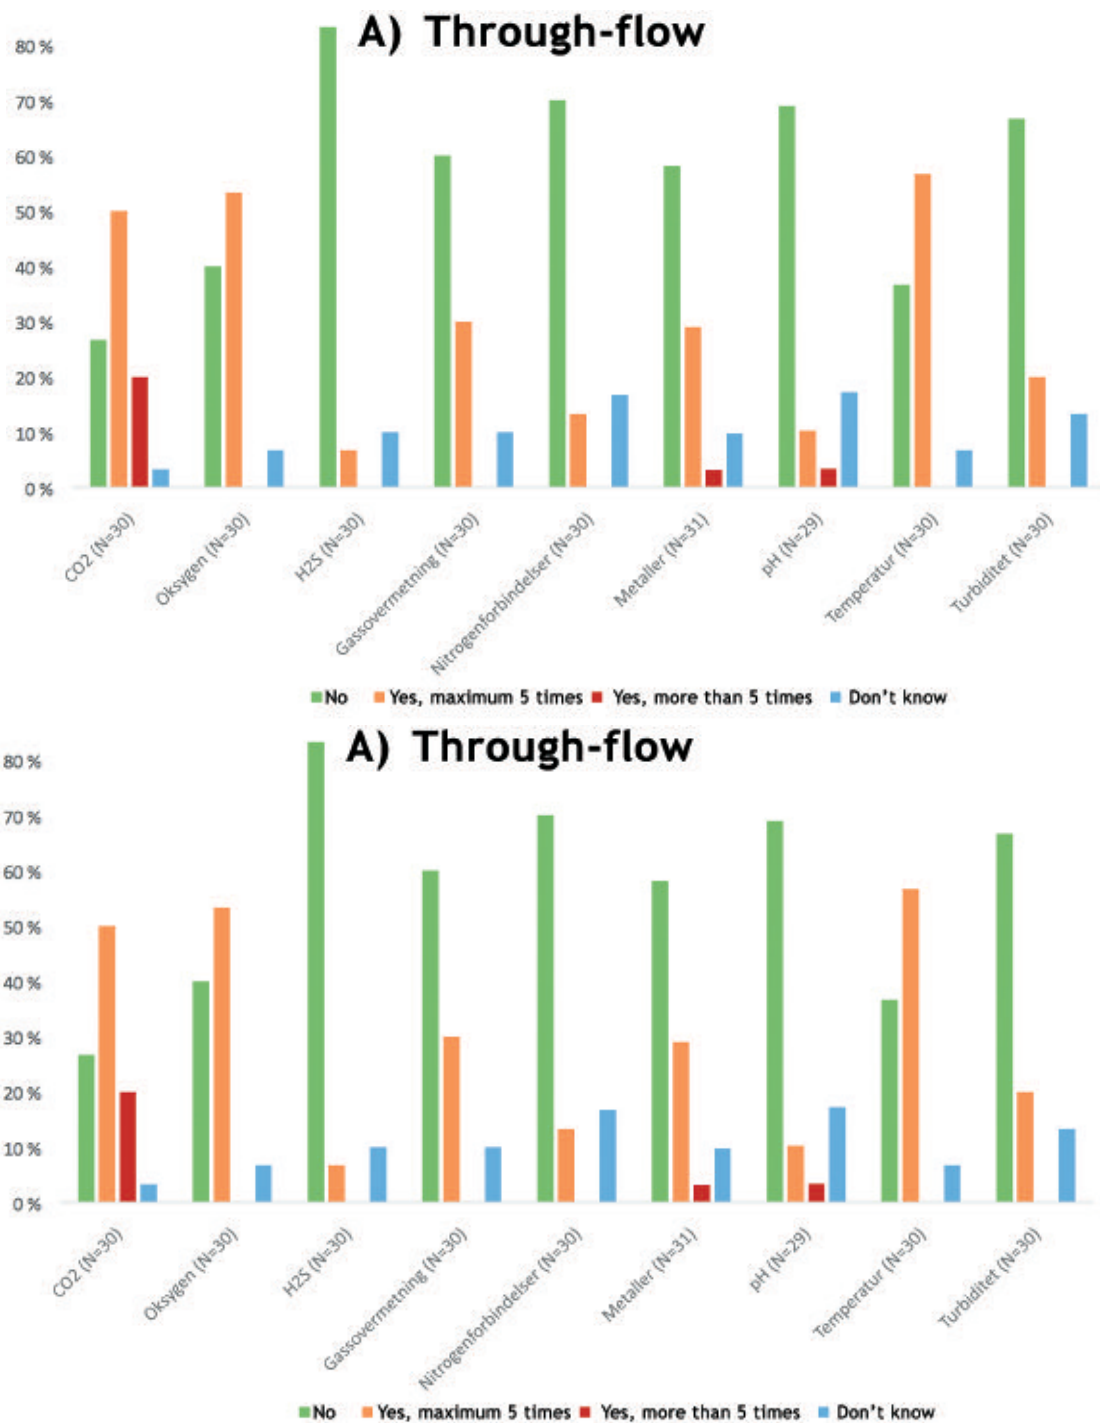 A) Through-flow
80 %
70 %
60 %
50 %
40 %
30 %
20 %
10 %
0 %
CO2 (N=30)
Oksygen (N=30)
H2S (N=30)
Gassovermetning (N=30)
Nitrogenforbindelser (N=30)
Metaller (N=31)
pH (N=29)
Temperatur (N=30)
Turbiditet (N=30)
No Yes, maximum 5 times Yes, more than 5 times Don't know
A) Through-flow
80 %
70 %
60 %
50 %
40 %
30 %
20 %
10 %
0 %
CO2 (N=30)
Oksygen (N=30)
H2S (N=30)
Gassovermetning (N=30)
Nitrogenforbindelser (N=30)
Metaller (N=31)
pH (N=29)
Temperatur (N=30)
Turbiditet (N=30)
No Yes, maximum 5 times Yes, more than 5 times Don't know